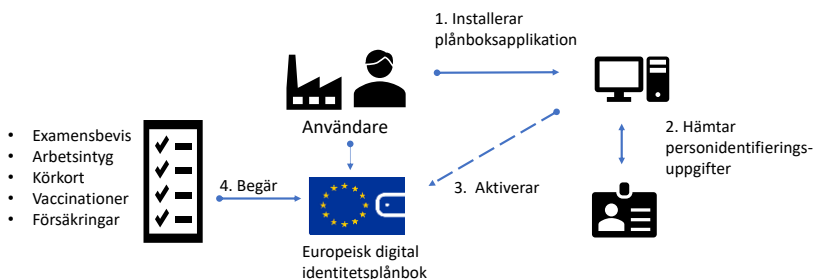 1. Installerar
plånboksapplikation
Användare
2. Hämtar
personidentifierings-
uppgifter
• Examensbevis
• Arbetsintyg
• Körkort
• Vaccinationer
• Försäkringar
4. Begär
3. Aktiverar
Europeisk digital
identitetsplånbok